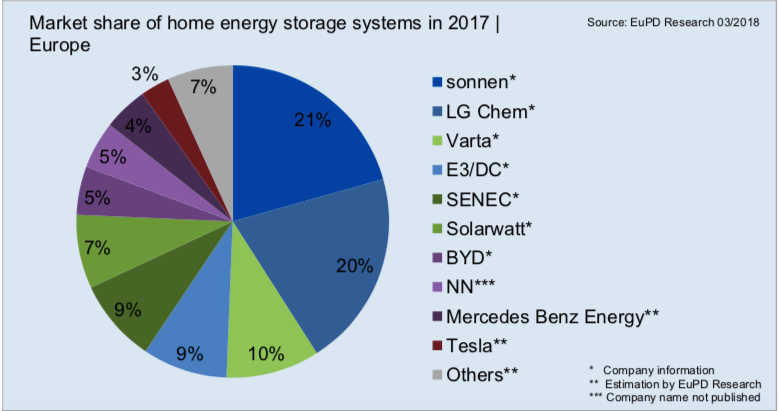 Market share of home energy storage systems in 2017 |
Europe
Source: EuPD Research 03/2018
21%
20%
10%
9%
9%
7%
5%
5%
4%
3%
7%
sonnen*
LG Chem*
Varta*
E3/DC*
SENEC*
Solarwatt*
BYD*
NN***
Mercedes Benz Energy**
Tesla**
Others**
* Company information
** Estimation by EuPD Research
*** Company name not published